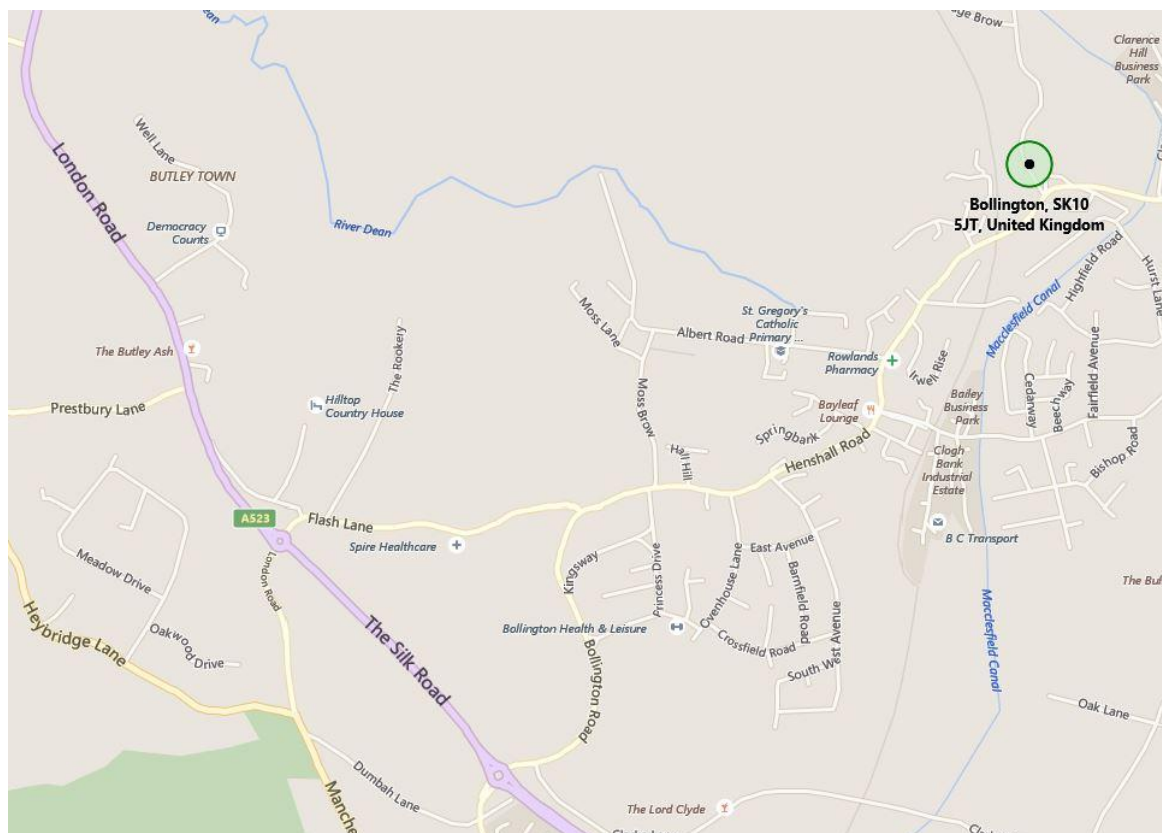 Dean
age Brow
Clarence
Hill
Business
Park
Well Lane
BUTLEY TOWN
London Road
Democracy
Counts
River Dean
Bollington, SK10
5JT, United Kingdom
Highfield Road
Hurst Lane
Macclesfield Canal
Moss Lane
St. Gregory's
Catholic
Primary ...
Albert Road
The Butley Ash
The Rookery
Rowlands
Pharmacy
Irwell Rise
Fairfield Avenue
Cedarway
Beechway
Prestbury Lane
Hilltop
Country House
Moss Brow
Bayleaf
Lounge
Bailey
Business
Park
Springbank
Hall Hill
Henshall Road
Clogh
Bank
Industrial
Estate
Bishop Road
A523
Flash Lane
Spire Healthcare
B C Transport
Meadow Drive
London Road
Kingsway
Princess Drive
Ovenhouse Lane
East Avenue
Barnfield Road
The Bul
Heybridge Lane
Oakwood Drive
The Silk Road
Bollington Health & Leisure
Crossfield Road
South West Avenue
Macclesfield Canal
Bollington Road
Oak Lane
Dumbah Lane
Manche
The Lord Clyde